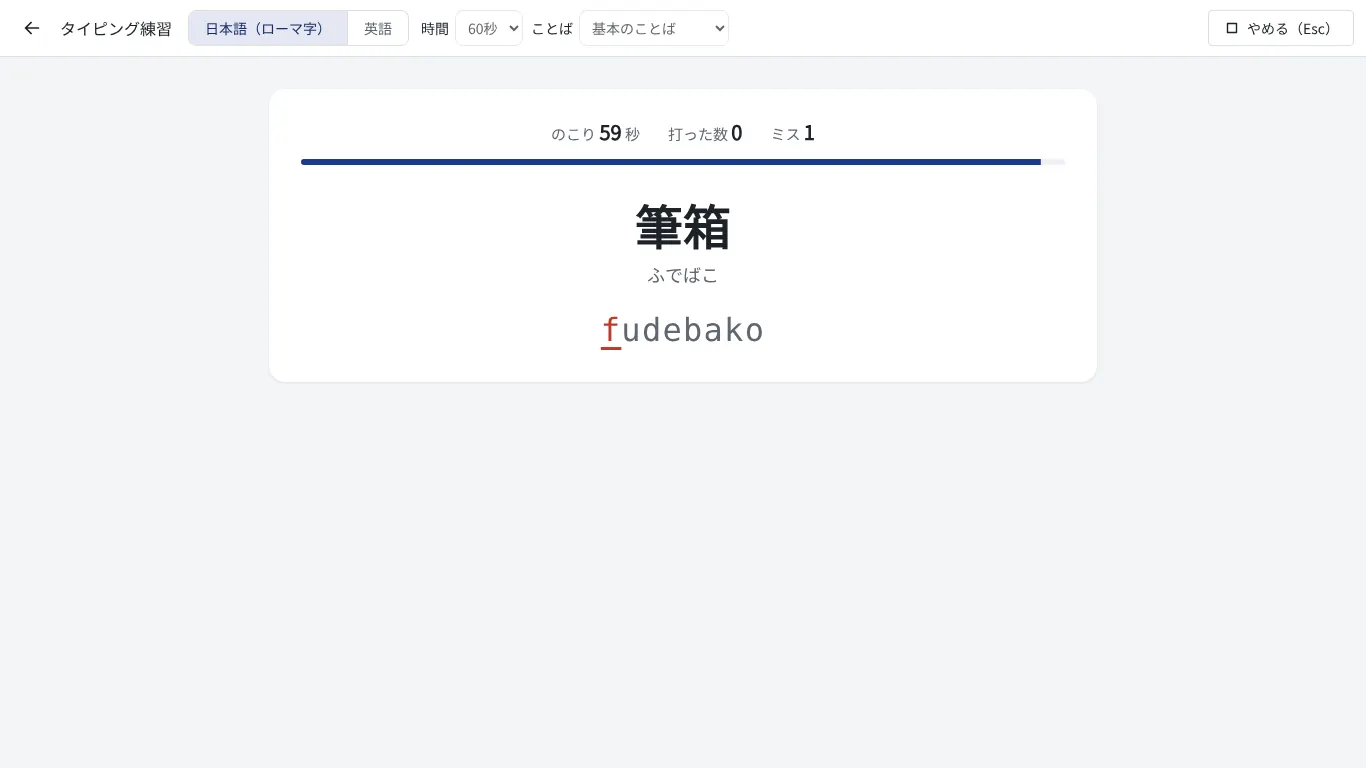 タイピング練習 日本語（ローマ字） 英語 時間 60秒 ことば 基本のことば やめる（Esc）
のこり 59 秒 打った数 0 ミス 1
筆箱
ふでばこ
fudebako